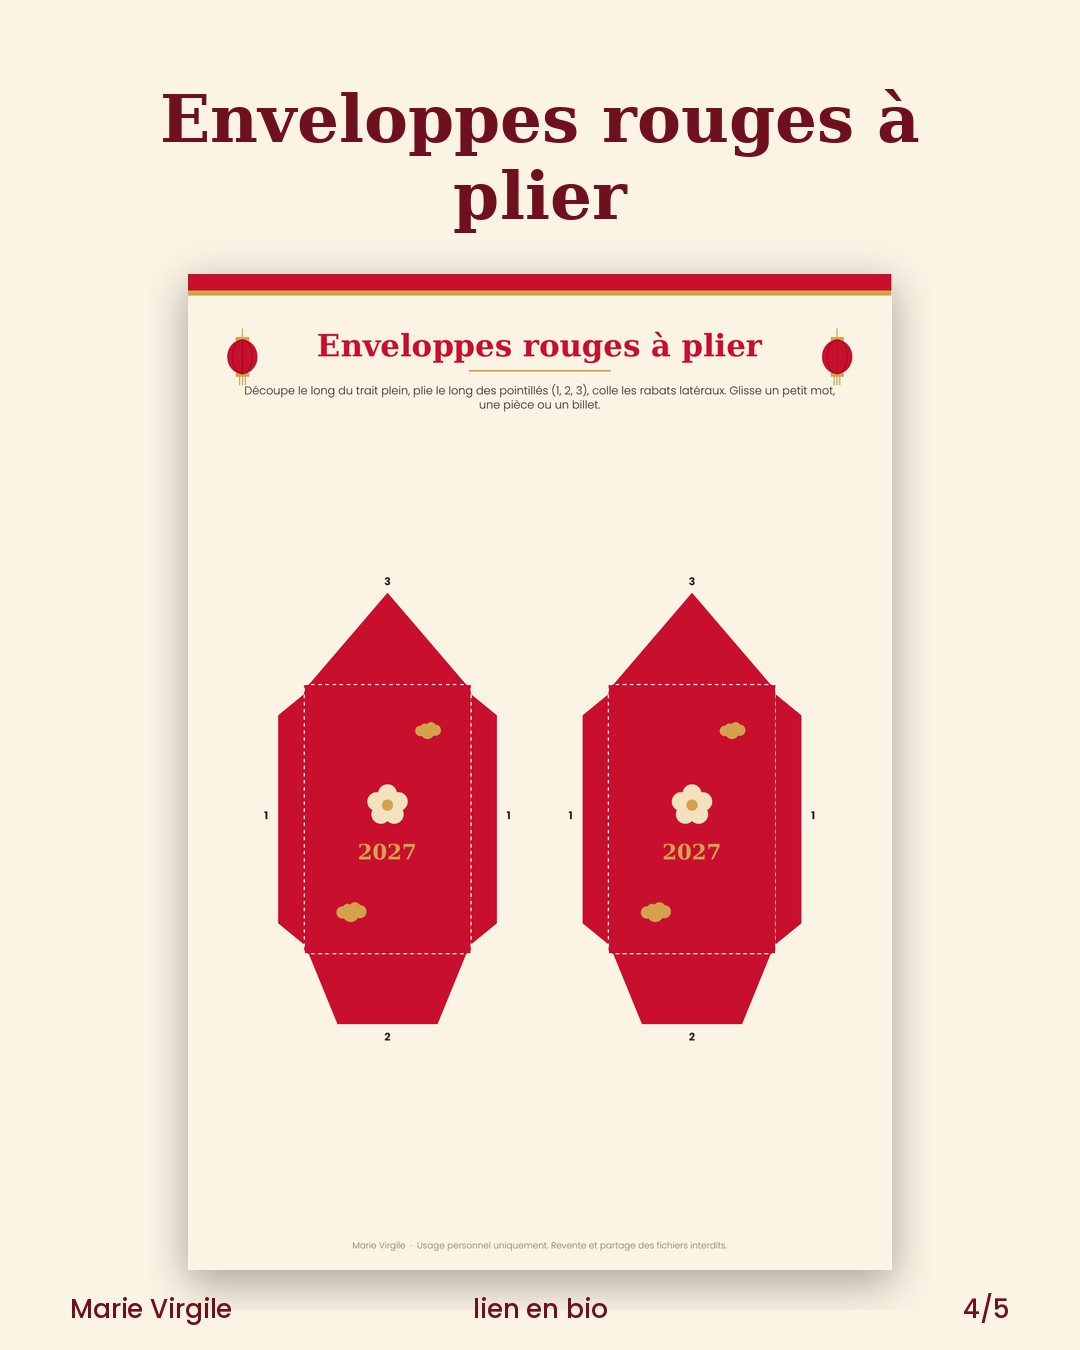 Enveloppes rouges à
plier
Enveloppes rouges à plier
Découpe le long du trait plein, plie le long des pointillés (1, 2, 3), colle les rabats latéraux. Glisse un petit mot,
une pièce ou un billet.
3
3
1
1
1
1
2027
2027
2
2
Marie Virgile · Usage personnel uniquement. Revente et partage des fichiers interdits.
Marie Virgile
lien en bio
4/5